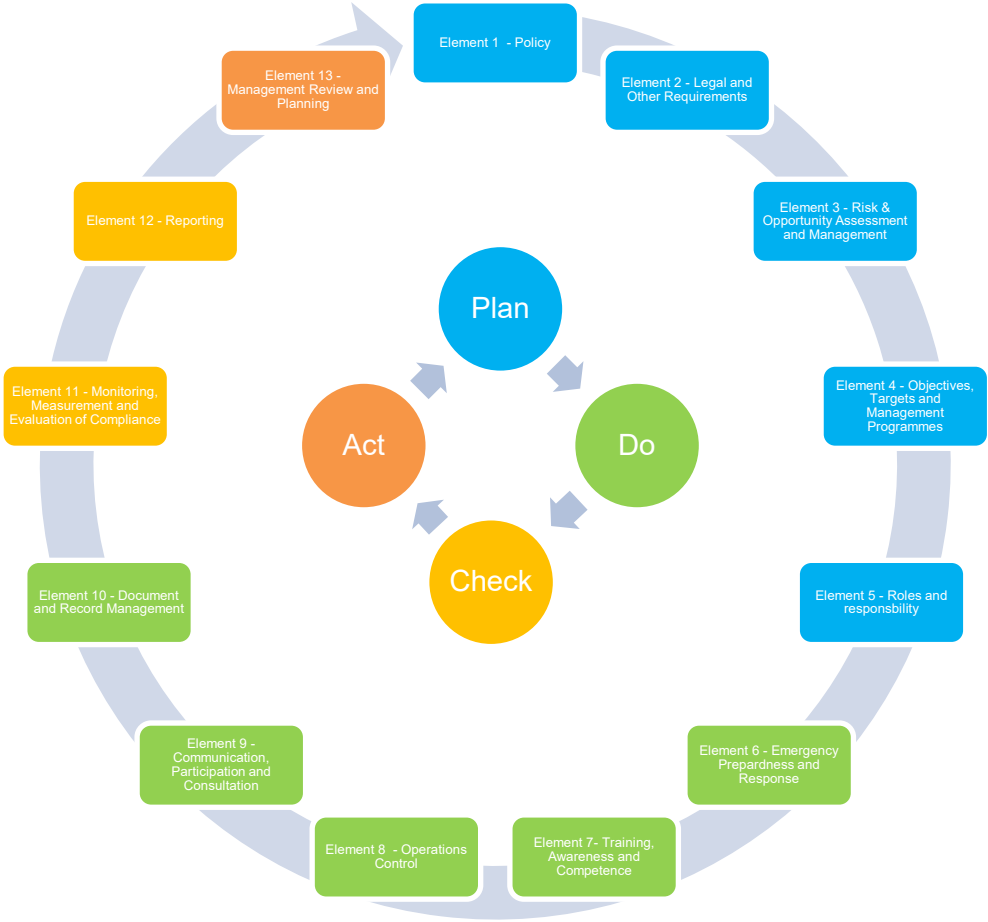 Element 1  - Policy
Element 2 - Legal and
Other Requirements
Element 3 - Risk &
Opportunity Assessment
and Management
Element 4 - Objectives,
Targets and
Management
Programmes
Element 5 - Roles and
responsbility
Element 6 - Emergency
Prepardness and
Response
Element 7- Training,
Awareness and
Competence
Element 8  - Operations
Control
Element 9 -
Communication,
Participation and
Consultation
Element 10 - Document
and Record Management
Element 11 - Monitoring,
Measurement and
Evaluation of Compliance
Element 12 - Reporting
Element 13 -
Management Review and
Planning
Plan
Do
Check
Act